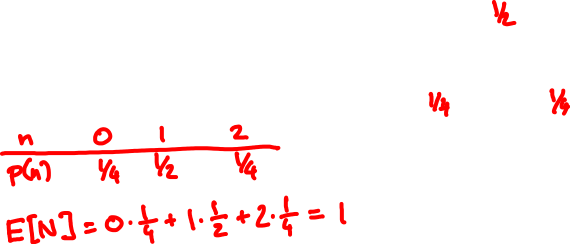 1/2
1/4 1/4
n 0 1 2
p(n) 1/4 1/2 1/4
E[N] = 0·1/4 + 1·1/2 + 2·1/4 = 1